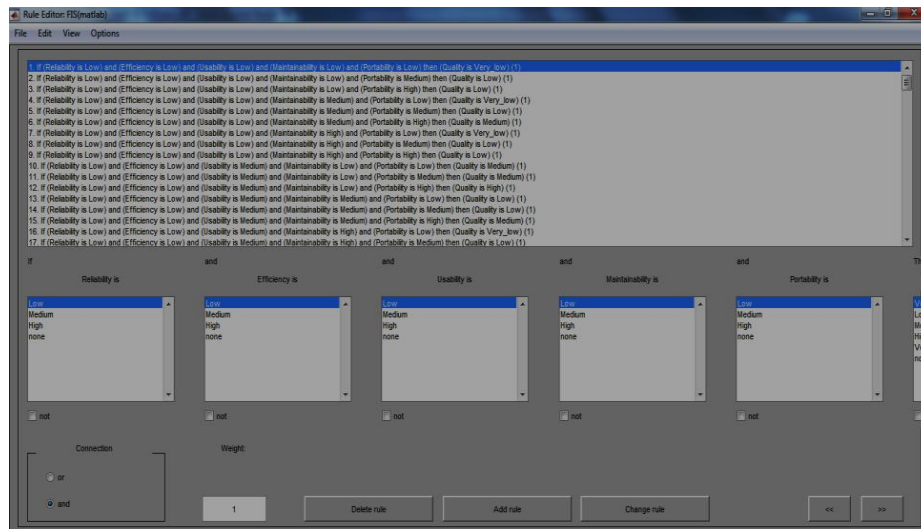 Rule Editor: FIS(matlab)
File Edit View Options
1. If (Reliability is Low) and (Efficiency is Low) and (Usability is Low) and (Maintainability is Low) and (Portability is Low) then (Quality is Very_low) (1)
2. If (Reliability is Low) and (Efficiency is Low) and (Usability is Low) and (Maintainability is Low) and (Portability is Medium) then (Quality is Low) (1)
3. If (Reliability is Low) and (Efficiency is Low) and (Usability is Low) and (Maintainability is Low) and (Portability is High) then (Quality is Low) (1)
4. If (Reliability is Low) and (Efficiency is Low) and (Usability is Low) and (Maintainability is Medium) and (Portability is Low) then (Quality is Very_low) (1)
5. If (Reliability is Low) and (Efficiency is Low) and (Usability is Low) and (Maintainability is Medium) and (Portability is Medium) then (Quality is Low) (1)
6. If (Reliability is Low) and (Efficiency is Low) and (Usability is Low) and (Maintainability is Medium) and (Portability is High) then (Quality is Medium) (1)
7. If (Reliability is Low) and (Efficiency is Low) and (Usability is Low) and (Maintainability is High) and (Portability is Low) then (Quality is Very_low) (1)
8. If (Reliability is Low) and (Efficiency is Low) and (Usability is Low) and (Maintainability is High) and (Portability is Medium) then (Quality is Low) (1)
9. If (Reliability is Low) and (Efficiency is Low) and (Usability is Low) and (Maintainability is High) and (Portability is High) then (Quality is Low) (1)
10. If (Reliability is Low) and (Efficiency is Low) and (Usability is Medium) and (Maintainability is Low) and (Portability is Low) then (Quality is Medium) (1)
11. If (Reliability is Low) and (Efficiency is Low) and (Usability is Medium) and (Maintainability is Low) and (Portability is Medium) then (Quality is Medium) (1)
12. If (Reliability is Low) and (Efficiency is Low) and (Usability is Medium) and (Maintainability is Low) and (Portability is High) then (Quality is High) (1)
13. If (Reliability is Low) and (Efficiency is Low) and (Usability is Medium) and (Maintainability is Medium) and (Portability is Low) then (Quality is Low) (1)
14. If (Reliability is Low) and (Efficiency is Low) and (Usability is Medium) and (Maintainability is Medium) and (Portability is Medium) then (Quality is Low) (1)
15. If (Reliability is Low) and (Efficiency is Low) and (Usability is Medium) and (Maintainability is Medium) and (Portability is High) then (Quality is Medium) (1)
16. If (Reliability is Low) and (Efficiency is Low) and (Usability is Medium) and (Maintainability is High) and (Portability is Low) then (Quality is Very_low) (1)
17. If (Reliability is Low) and (Efficiency is Low) and (Usability is Medium) and (Maintainability is High) and (Portability is Medium) then (Quality is Low) (1)
If and and and and
Reliability is Efficiency is Usability is Maintainability is Portability is
Low Low Low Low Low
Medium Medium Medium Medium Medium
High High High High High
none none none none none
not not not not not
Connection Weight:
or
and 1 Delete rule Add rule Change rule << >>